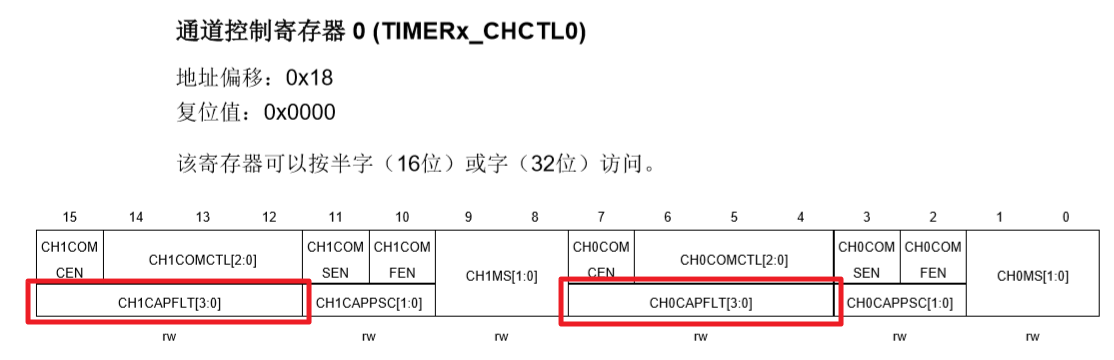 通道控制寄存器 0 (TIMERx_CHCTL0)
地址偏移：0x18
复位值：0x0000
该寄存器可以按半字（16位）或字（32位）访问。
15 14 13 12 11 10 9 8 7 6 5 4 3 2 1 0
CH1COM CEN CH1COMCTL[2:0] CH1COM SEN CH1COM FEN CH1MS[1:0] CH0COM CEN CH0COMCTL[2:0] CH0COM SEN CH0COM FEN CH0MS[1:0]
CH1CAPFLT[3:0] CH1CAPPSC[1:0] CH0CAPFLT[3:0] CH0CAPPSC[1:0]
rw rw rw rw rw rw